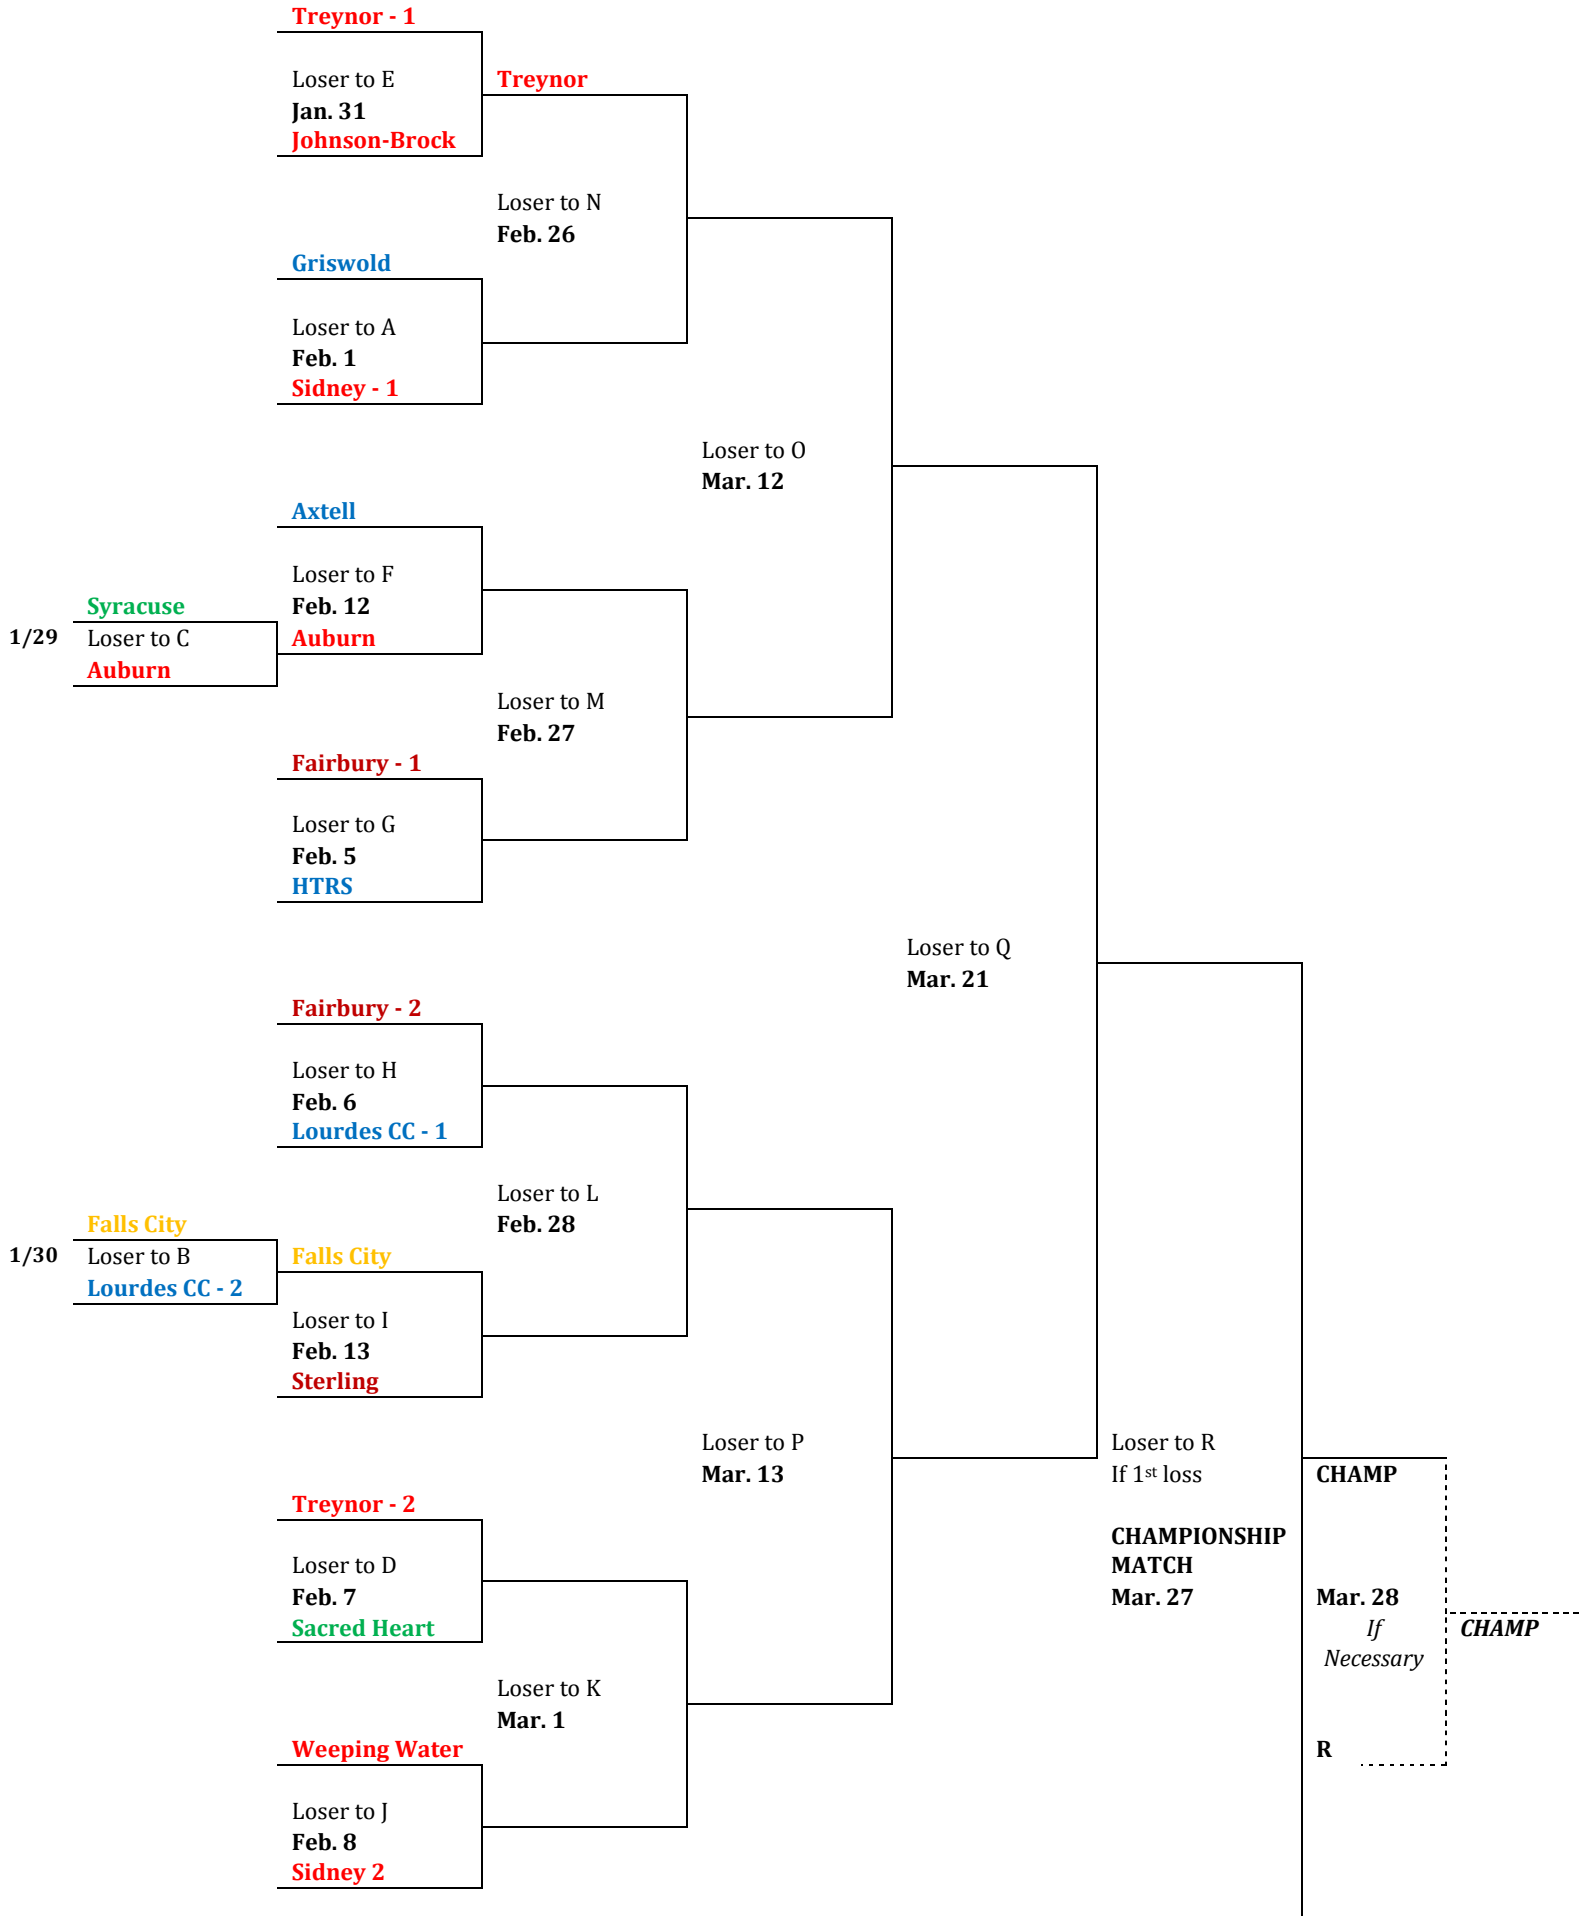 Treynor - 1
Loser to E
Jan. 31
Johnson-Brock
Treynor
Loser to N
Feb. 26
Griswold
Loser to A
Feb. 1
Sidney - 1
Loser to O
Mar. 12
Axtell
Loser to F
Feb. 12
Auburn
Syracuse
1/29
Loser to C
Auburn
Loser to M
Feb. 27
Fairbury - 1
Loser to G
Feb. 5
HTRS
Loser to Q
Mar. 21
Fairbury - 2
Loser to H
Feb. 6
Lourdes CC - 1
Loser to L
Feb. 28
Falls City
1/30
Loser to B
Lourdes CC - 2
Falls City
Loser to I
Feb. 13
Sterling
Loser to P
Mar. 13
Loser to R
If 1st loss
CHAMPIONSHIP
MATCH
Mar. 27
CHAMP
Mar. 28
If
Necessary
CHAMP
R
Treynor - 2
Loser to D
Feb. 7
Sacred Heart
Loser to K
Mar. 1
Weeping Water
Loser to J
Feb. 8
Sidney 2